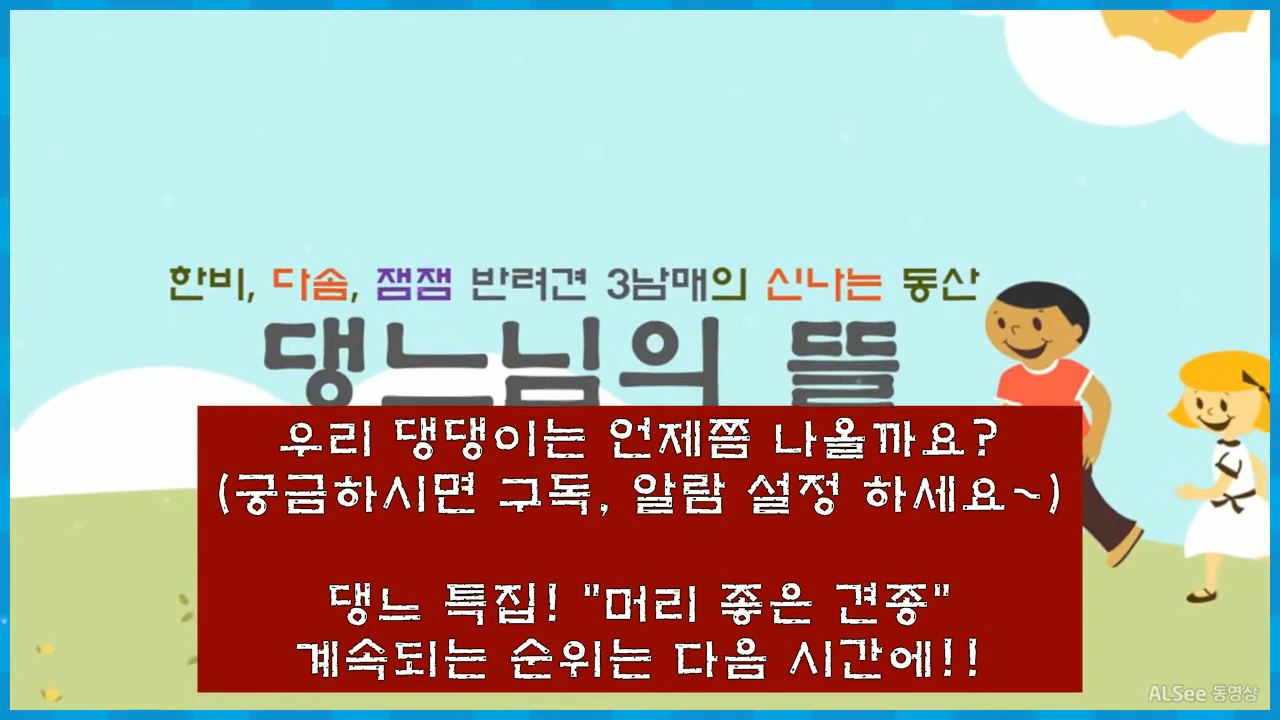 한비, 다솜, 잼잼 반려견 3남매의 신나는 동산
댕느님의 뜰
우리 댕댕이는 언제쯤 나올까요?
(궁금하시면 구독, 알람 설정 하세요~)
댕느 특집! "머리 좋은 견종"
계속되는 순위는 다음 시간에!!
ALSee 동영상